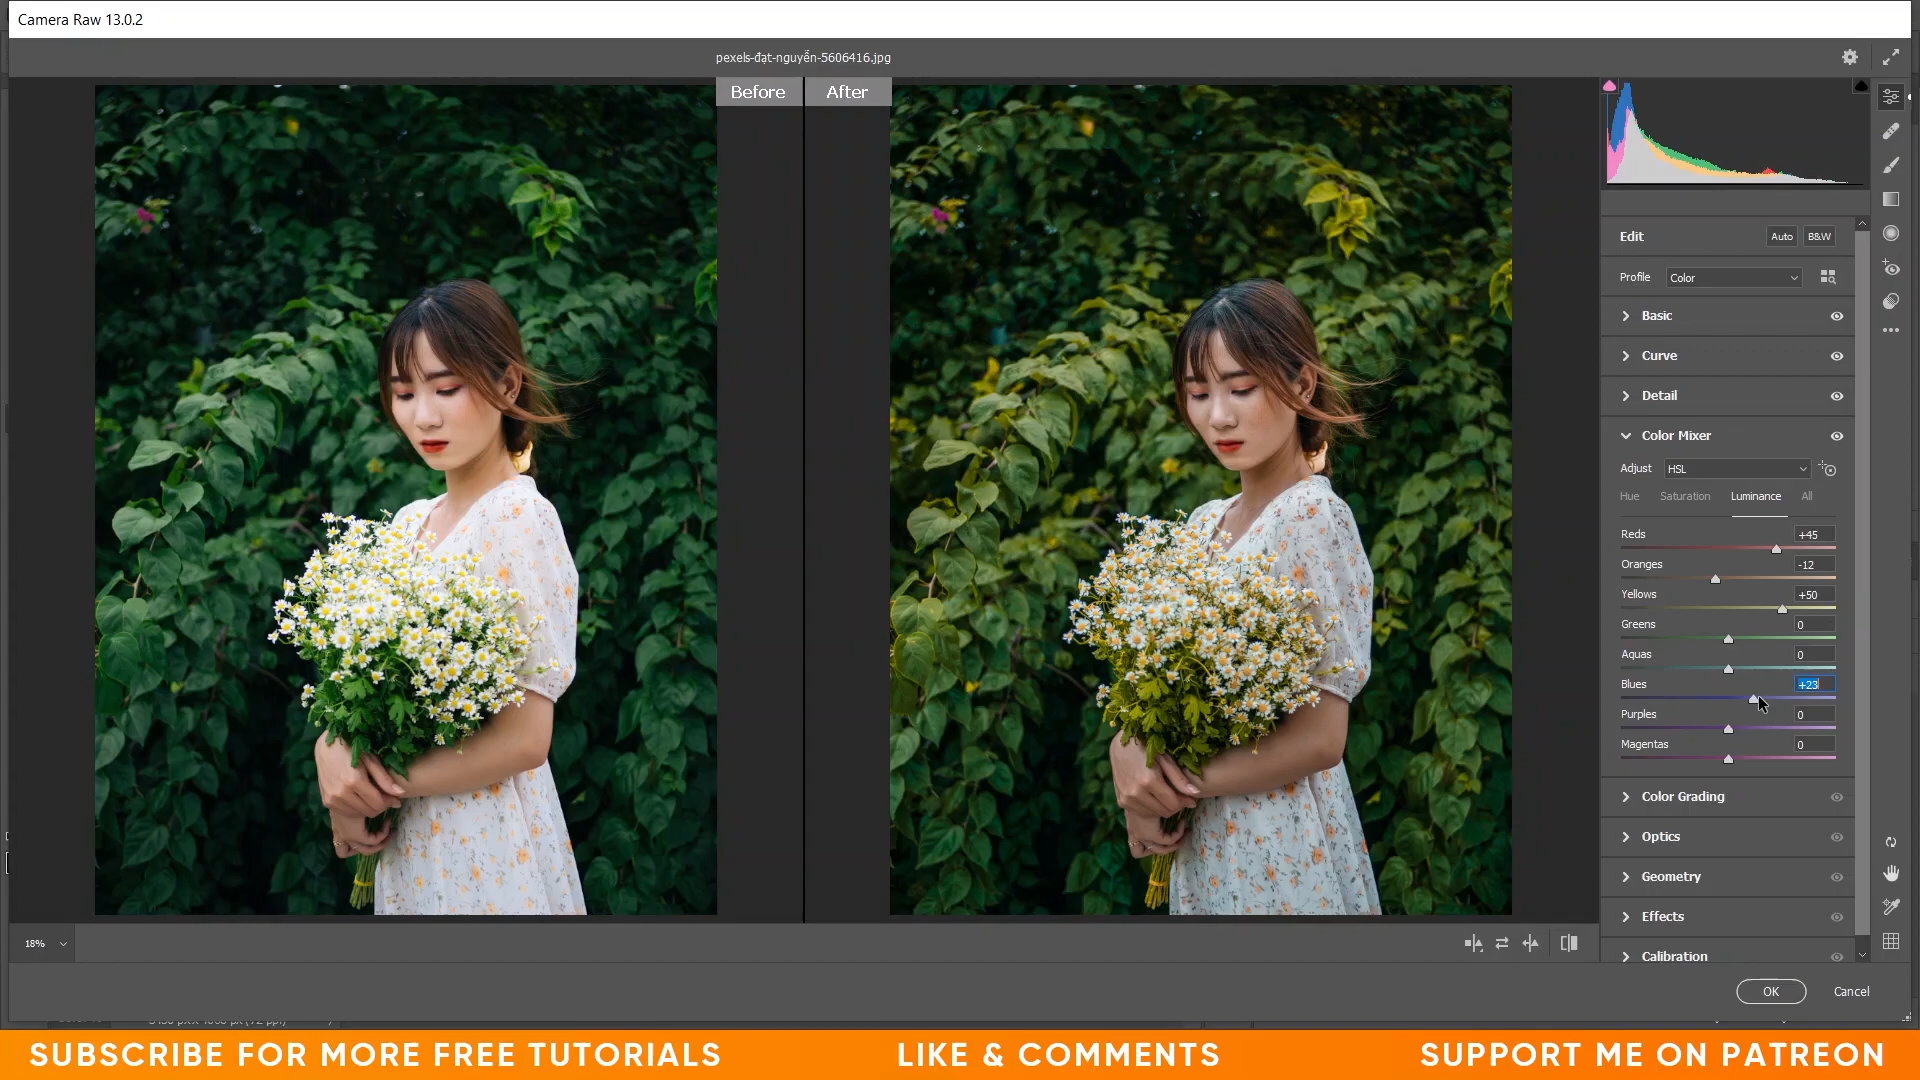 Camera Raw 13.0.2
pexels-đạt-nguyễn-5606416.jpg
Before
After
Edit
Auto
B&W
Profile
Color
Basic
Curve
Detail
Color Mixer
Adjust
HSL
Hue
Saturation
Luminance
All
Reds
+45
Oranges
-12
Yellows
+50
Greens
0
Aquas
0
Blues
+23
Purples
0
Magentas
0
Color Grading
Optics
Geometry
Effects
Calibration
18%
OK
Cancel
SUBSCRIBE FOR MORE FREE TUTORIALS
LIKE & COMMENTS
SUPPORT ME ON PATREON